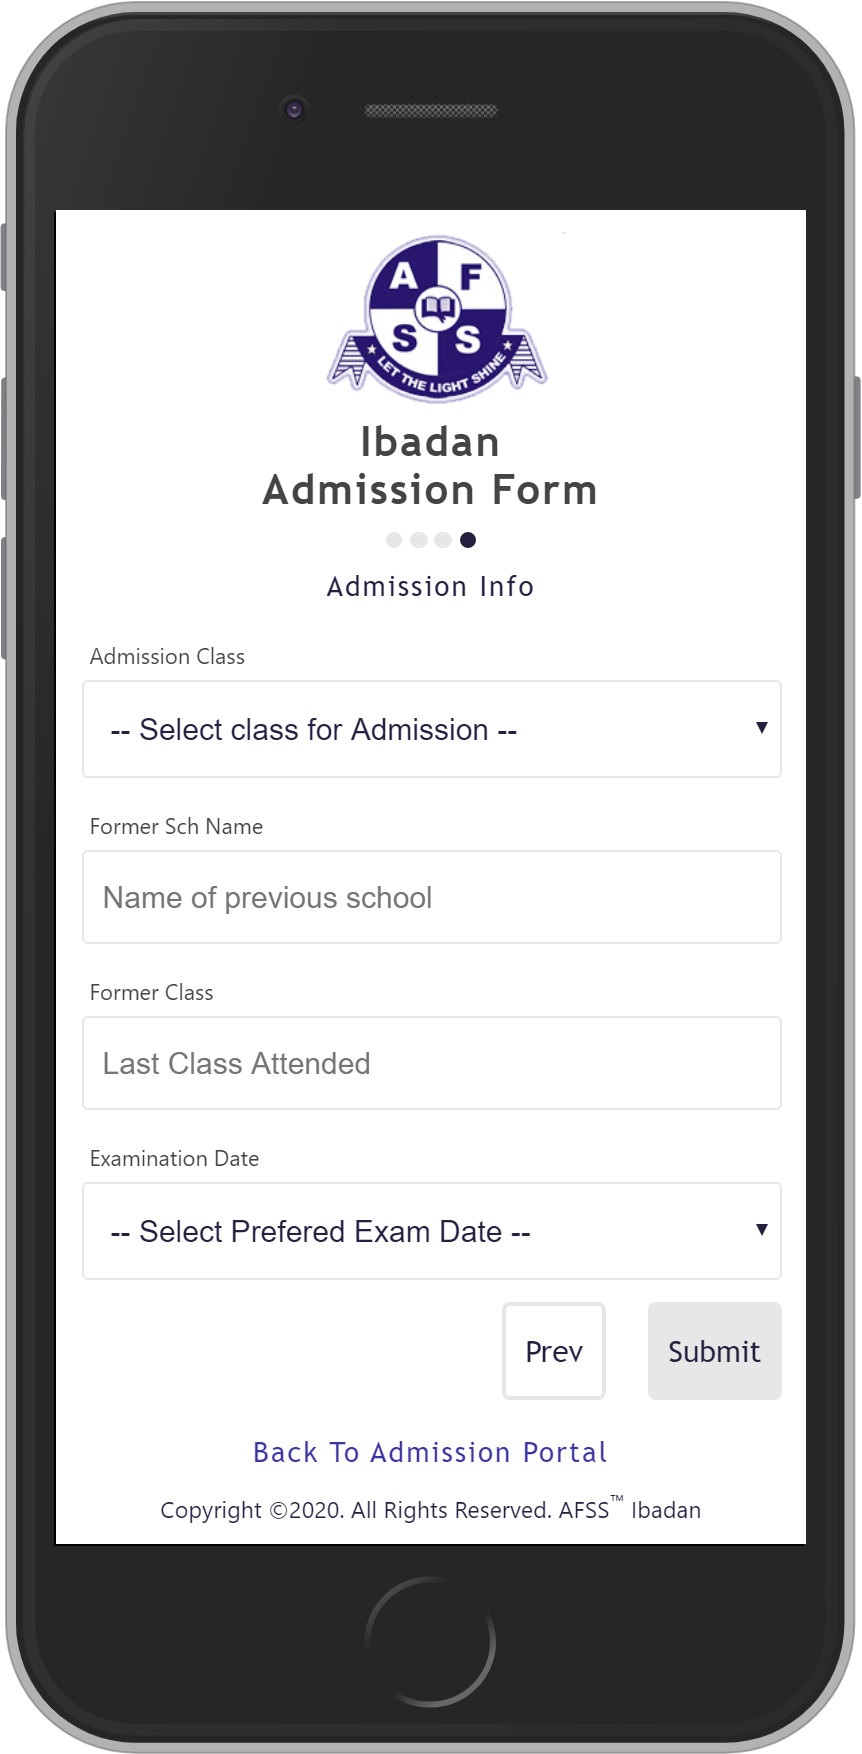 A F
S S
LET THE LIGHT SHINE
Ibadan
Admission Form
Admission Info
Admission Class
-- Select class for Admission --
Former Sch Name
Name of previous school
Former Class
Last Class Attended
Examination Date
-- Select Prefered Exam Date --
Prev Submit
Back To Admission Portal
Copyright ©2020. All Rights Reserved. AFSS™ Ibadan